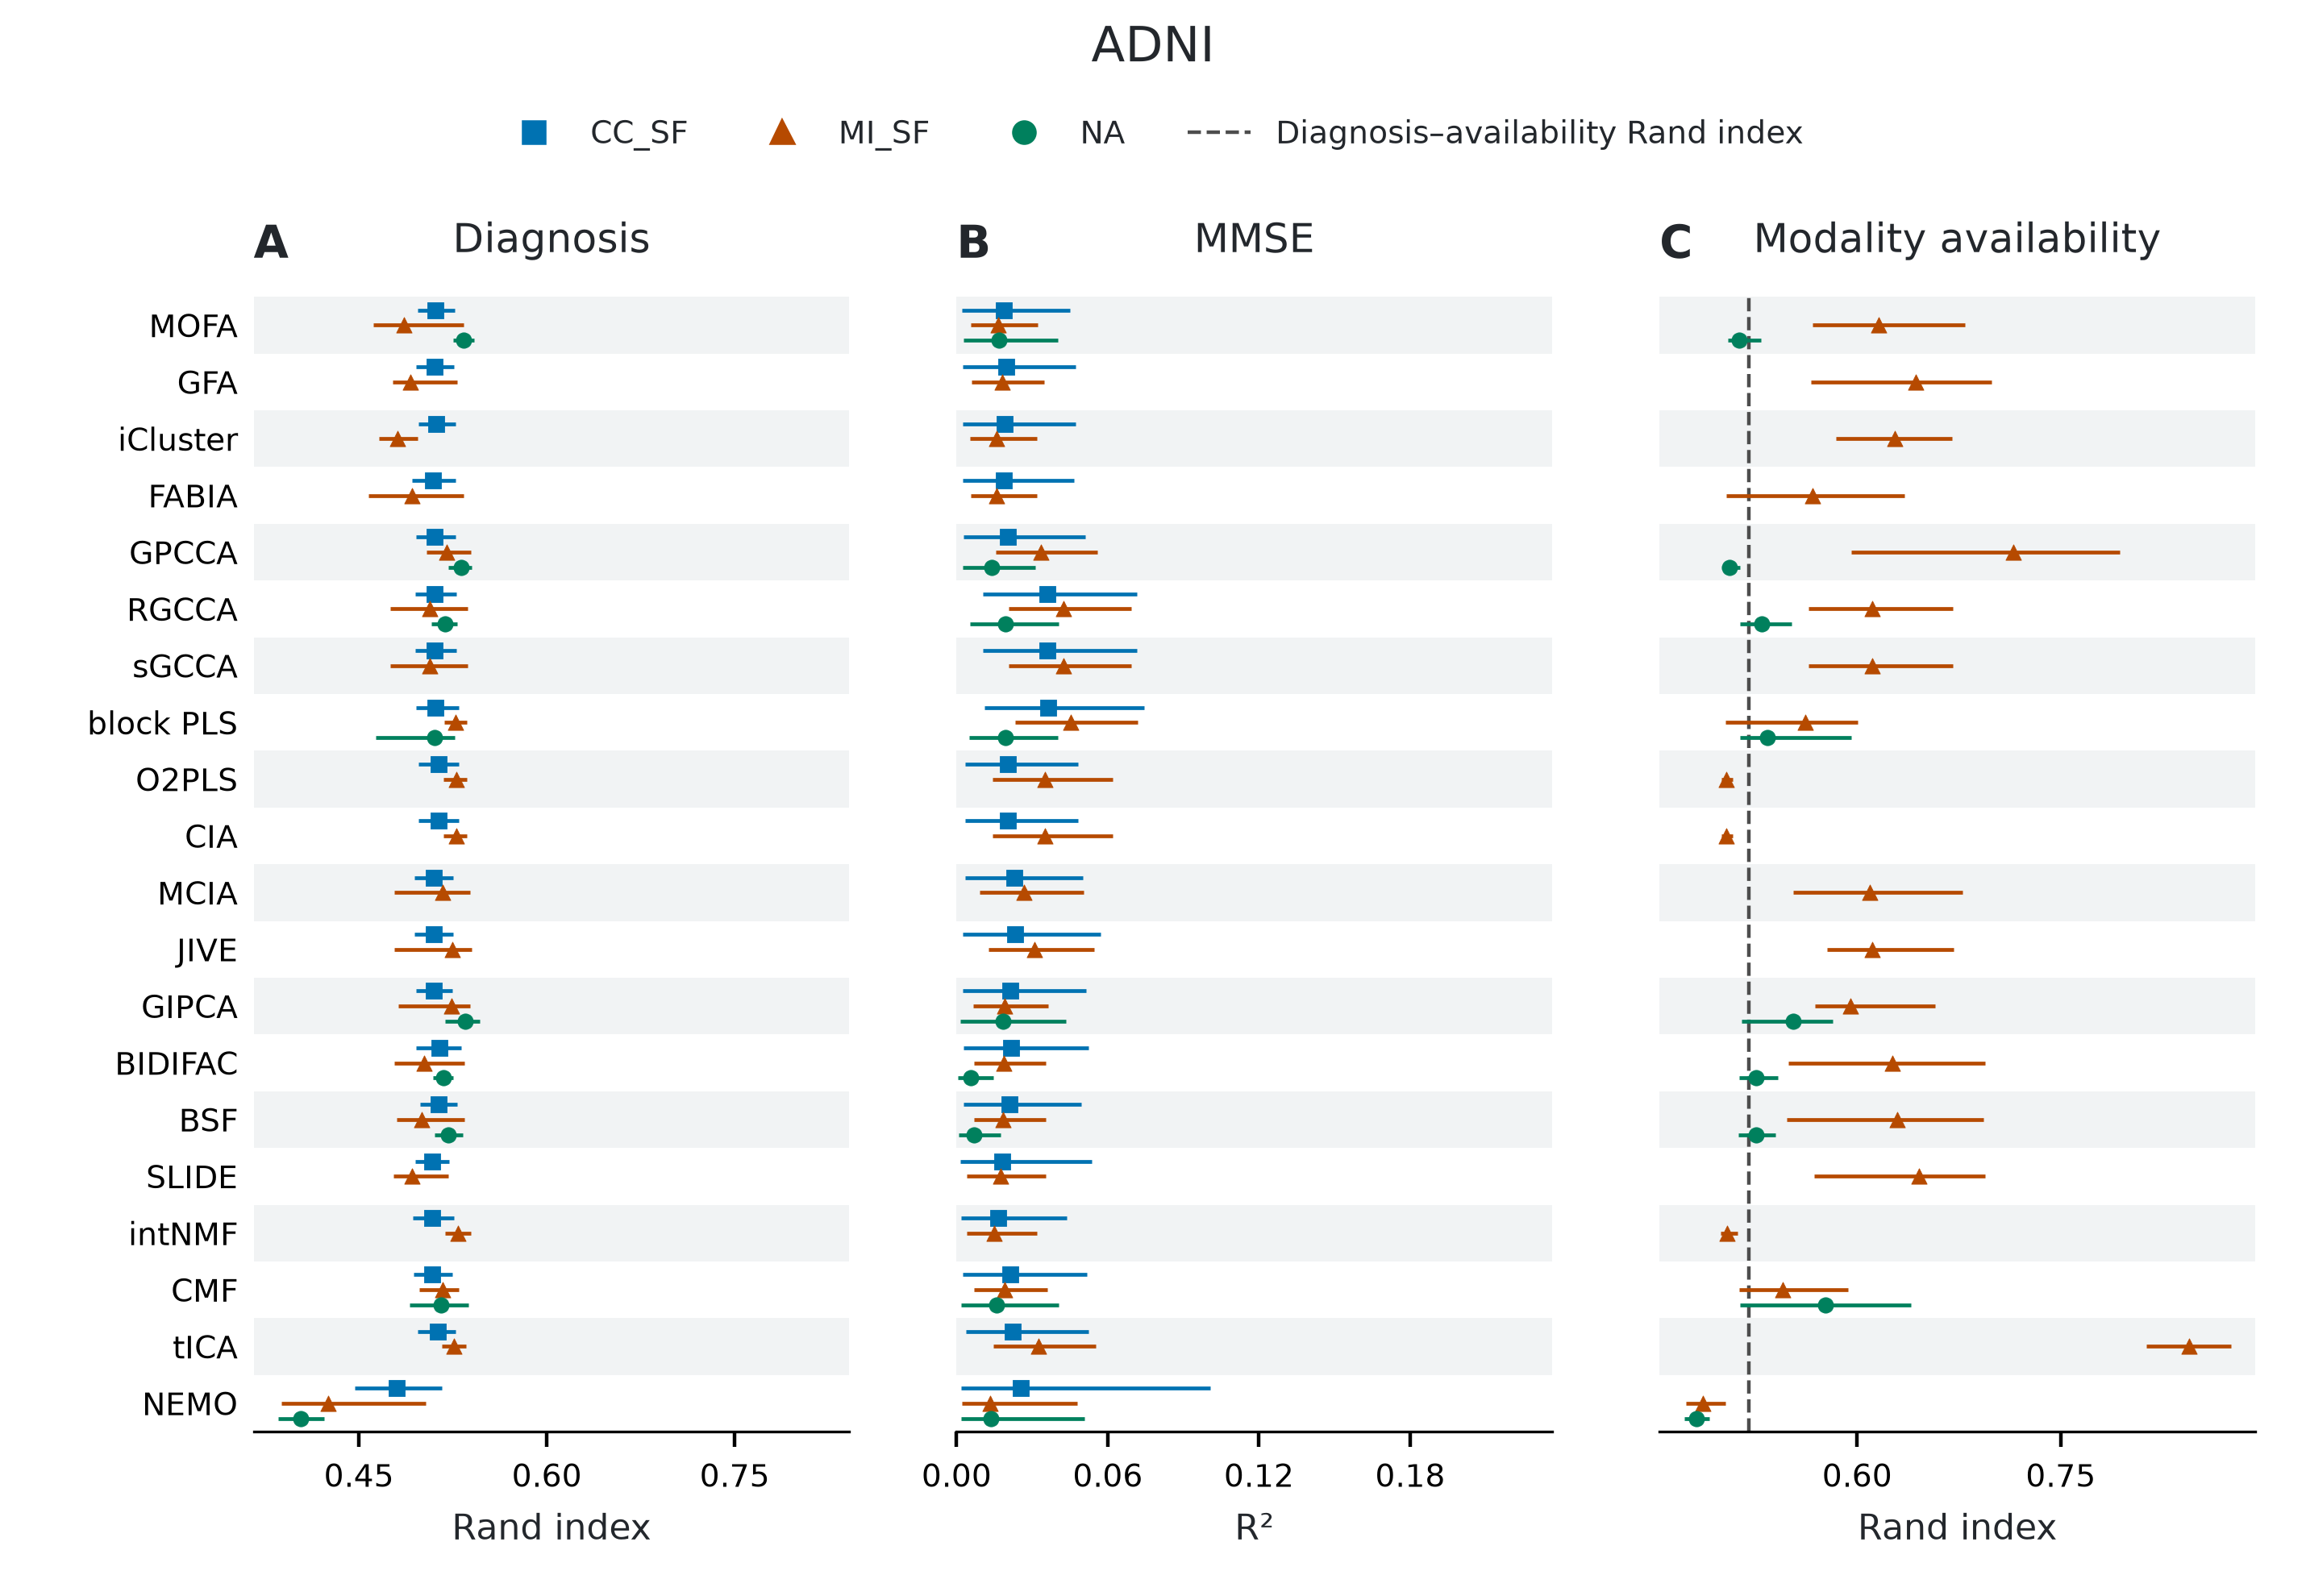 ADNI
CC_SF MI_SF NA Diagnosis–availability Rand index
A Diagnosis B MMSE C Modality availability
MOFA
GFA
iCluster
FABIA
GPCCA
RGCCA
sGCCA
block PLS
O2PLS
CIA
MCIA
JIVE
GIPCA
BIDIFAC
BSF
SLIDE
intNMF
CMF
tICA
NEMO
0.45 0.60 0.75 0.00 0.06 0.12 0.18 0.60 0.75
Rand index R² Rand index